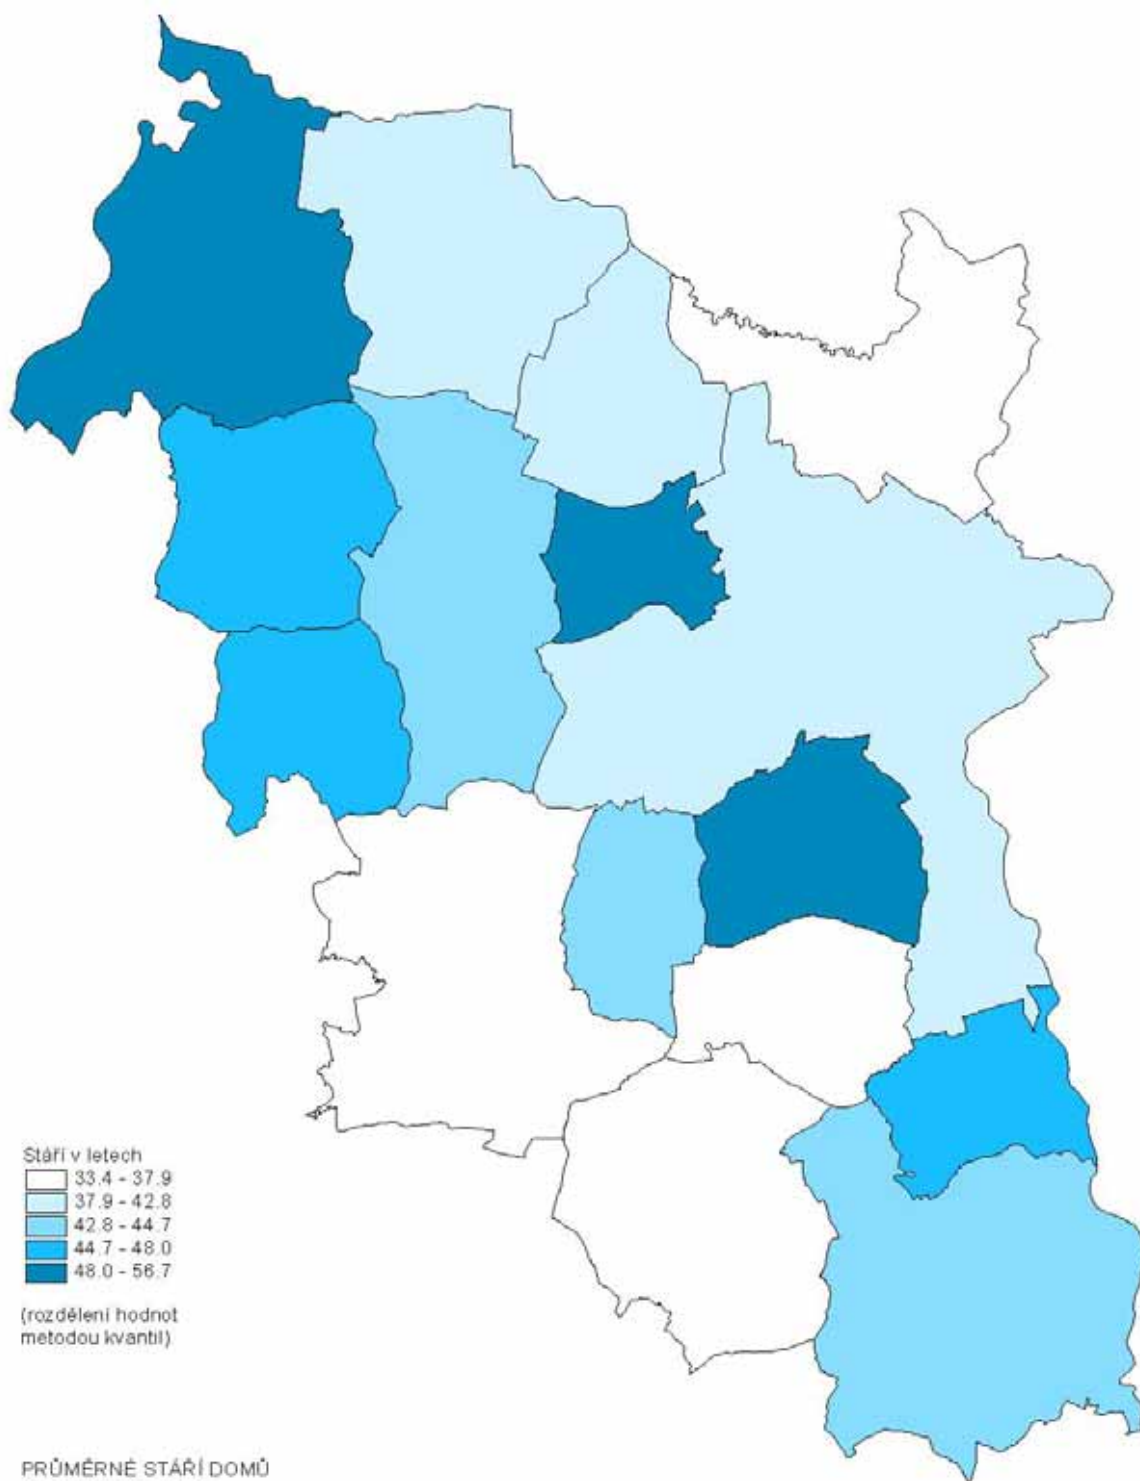 Stáří v letech
33.4 - 37.9
37.9 - 42.8
42.8 - 44.7
44.7 - 48.0
48.0 - 56.7
(rozdělení hodnot
metodou kvantil)
PRŮMĚRNÉ STÁŘÍ DOMŮ